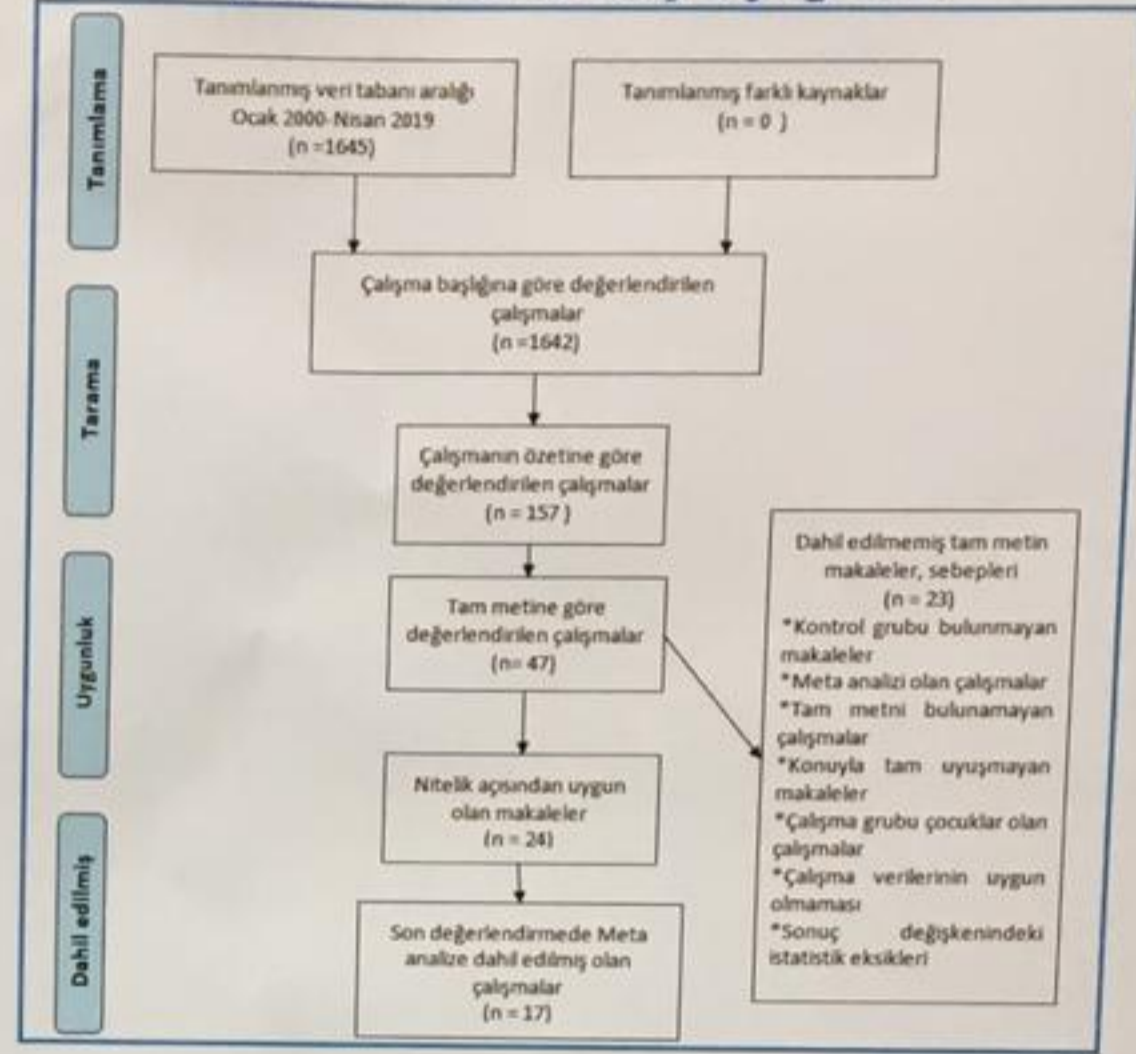 Tanımlama
Tanımlanmış veri tabanı aralığı
Ocak 2000-Nisan 2019
(n =1645)
Tanımlanmış farklı kaynaklar
(n = 0 )
Tarama
Çalışma başlığına göre değerlendirilen
çalışmalar
(n =1642)
Çalışmanın özetine göre
değerlendirilen çalışmalar
(n = 157 )
Uygunluk
Tam metine göre
değerlendirilen çalışmalar
(n= 47)
Dahil edilmemiş tam metin
makaleler, sebepleri
(n = 23)
*Kontrol grubu bulunmayan
makaleler
*Meta analizi olan çalışmalar
*Tam metni bulunamayan
çalışmalar
*Konuyla tam uyuşmayan
makaleler
*Çalışma grubu çocuklar olan
çalışmalar
*Çalışma verilerinin uygun
olmaması
*Sonuç değişkenindeki
istatistik eksikleri
Nitelik açısından uygun
olan makaleler
(n = 24)
Dahil edilmiş
Son değerlendirmede Meta
analize dahil edilmiş olan
çalışmalar
(n = 17)